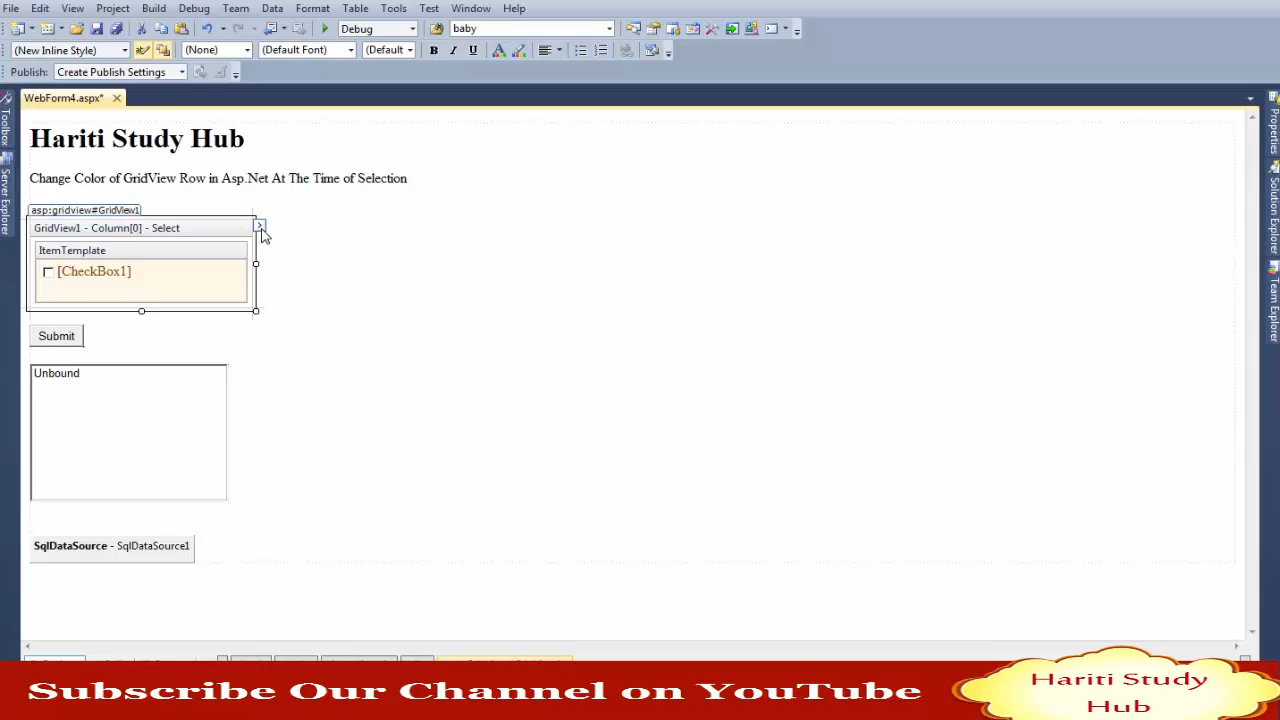 File Edit View Project Build Debug Team Data Format Table Tools Test Window Help
Debug baby
(New Inline Style) (None) (Default Font) (Default B I U A
Publish: Create Publish Settings
WebForm4.aspx*
Toolbox
Server Explorer
Properties
Solution Explorer
Team Explorer
Hariti Study Hub
Change Color of GridView Row in Asp.Net At The Time of Selection
asp:gridview#GridView1
GridView1 - Column[0] - Select
ItemTemplate
[CheckBox1]
Submit
Unbound
SqlDataSource - SqlDataSource1
Subscribe Our Channel on YouTube
Hariti Study
Hub